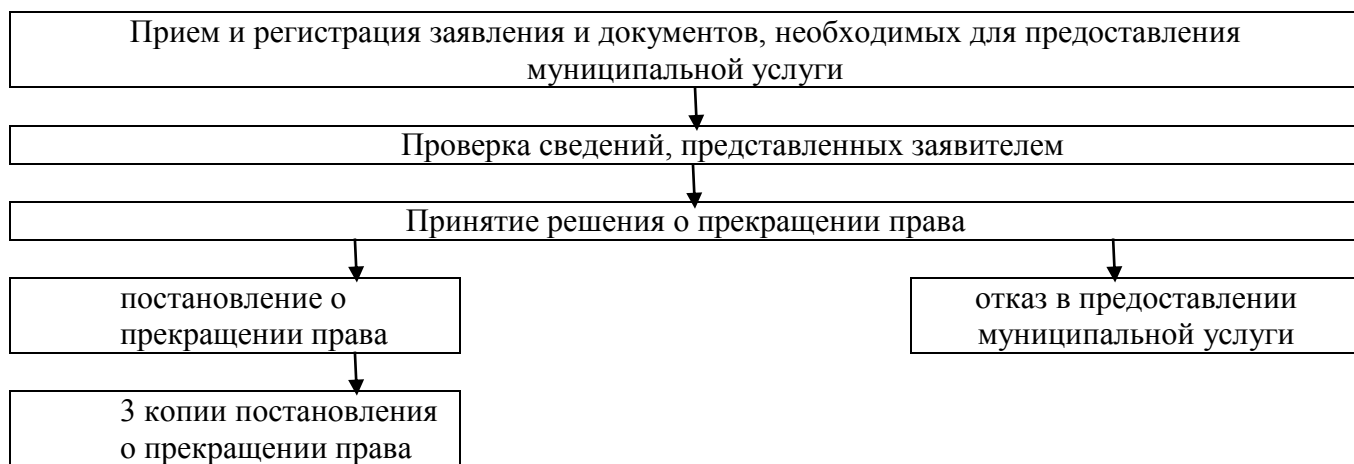 Прием и регистрация заявления и документов, необходимых для предоставления
муниципальной услуги
Проверка сведений, представленных заявителем
Принятие решения о прекращении права
постановление о
прекращении права
отказ в предоставлении
муниципальной услуги
3 копии постановления
о прекращении права